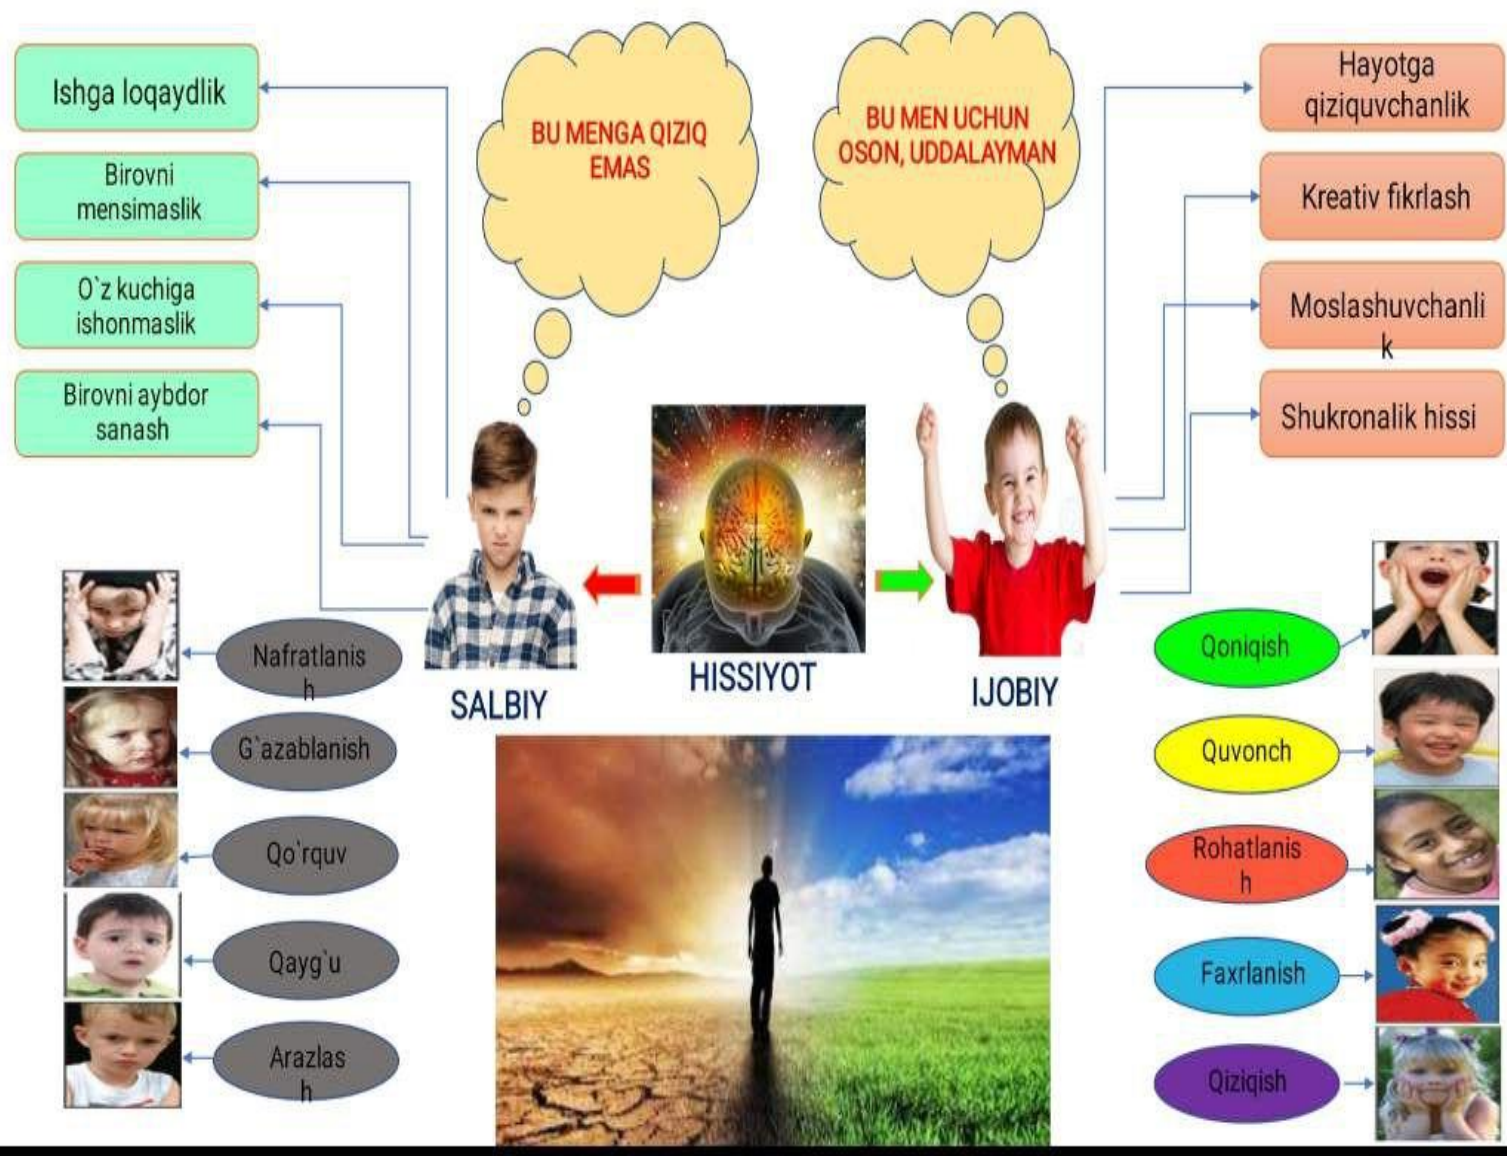 Ishga loqaydlik
Birovni
mensimaslik
O`z kuchiga
ishonmaslik
Birovni aybdor
sanash
BU MENGA QIZIQ
EMAS
BU MEN UCHUN
OSON, UDDALAYMAN
Hayotga
qiziquvchanlik
Kreativ fikrlash
Moslashuvchanli
k
Shukronalik hissi
SALBIY
HISSIYOT
IJOBIY
Nafratlanis
h
G`azablanish
Qo`rquv
Qayg`u
Arazlas
h
Qoniqish
Quvonch
Rohatlanis
h
Faxrlanish
Qiziqish